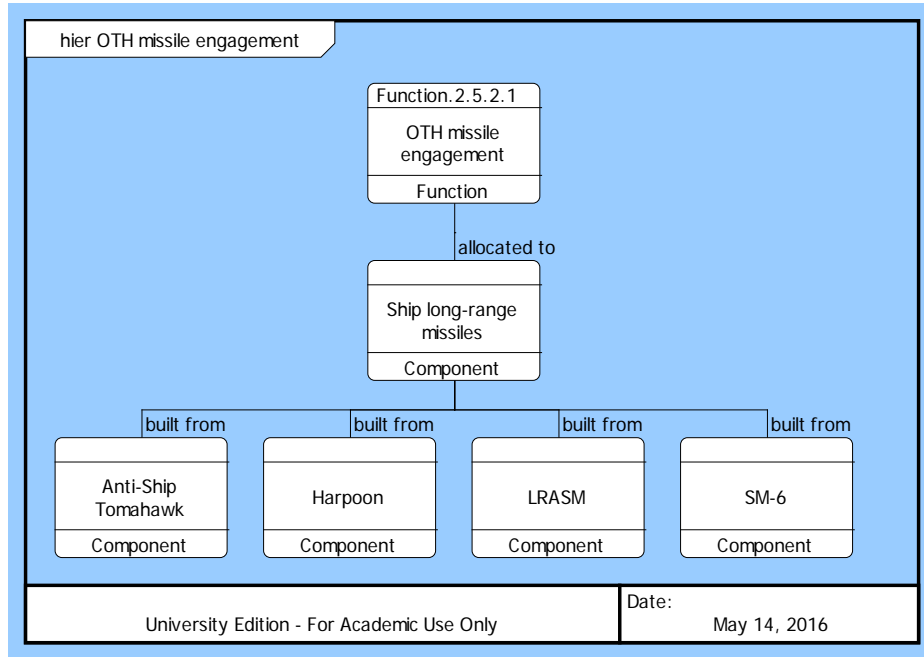 hier OTH missile engagement
Function.2.5.2.1
OTH missile
engagement
Function
allocated to
Ship long-range
missiles
Component
built from
built from
built from
built from
Anti-Ship
Tomahawk
Component
Harpoon
Component
LRASM
Component
SM-6
Component
University Edition - For Academic Use Only
Date:
May 14, 2016